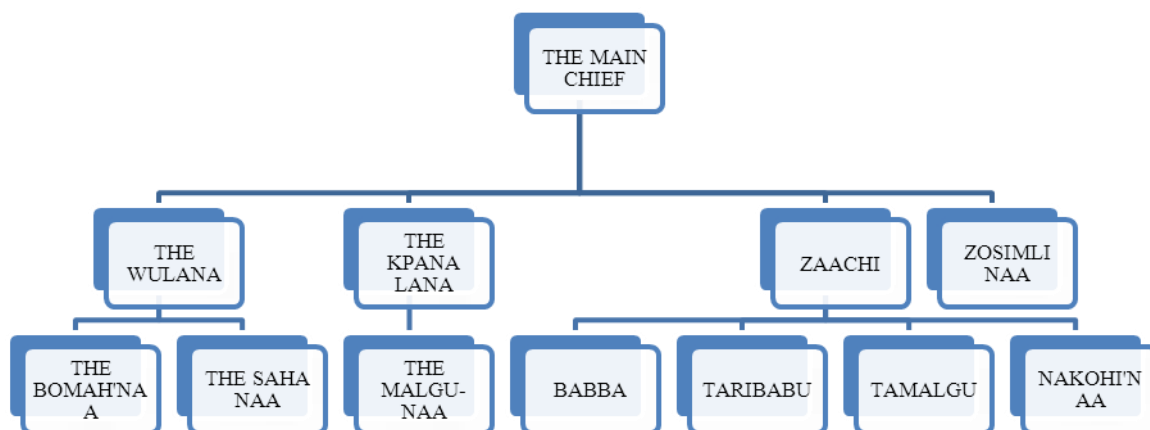 THE MAIN
CHIEF
THE
WULANA
THE
KPANA
LANA
ZAACHI
ZOSIMLI
NAA
THE
BOMAH'NA
A
THE SAHA
NAA
THE
MALGU-
NAA
BABBA
TARIBABU
TAMALGU
NAKOHI'N
AA